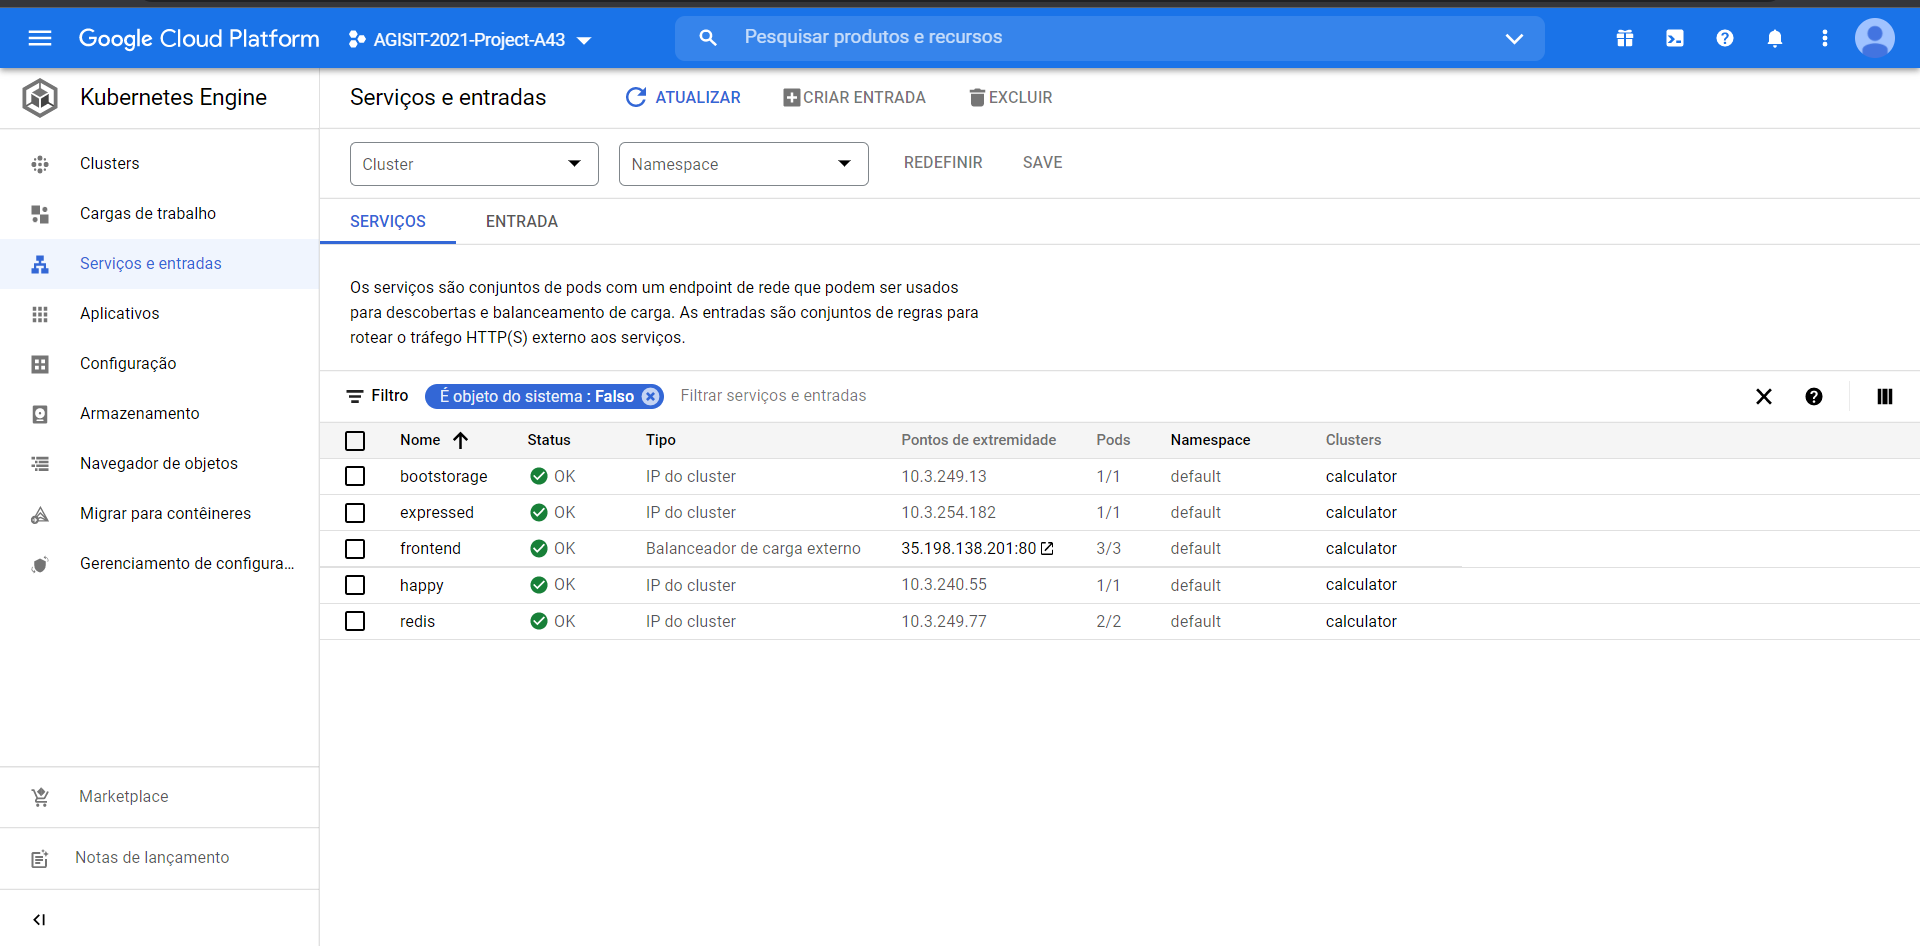 Google Cloud Platform
AGISIT-2021-Project-A43
Pesquisar produtos e recursos
Kubernetes Engine
Serviços e entradas
ATUALIZAR
CRIAR ENTRADA
EXCLUIR
Clusters
Cargas de trabalho
Serviços e entradas
Aplicativos
Configuração
Armazenamento
Navegador de objetos
Migrar para contêineres
Gerenciamento de configura...
Marketplace
Notas de lançamento
Cluster
Namespace
REDEFINIR
SAVE
SERVIÇOS
ENTRADA
Os serviços são conjuntos de pods com um endpoint de rede que podem ser usados
para descobertas e balanceamento de carga. As entradas são conjuntos de regras para
rotear o tráfego HTTP(S) externo aos serviços.
Filtro
É objeto do sistema : Falso
Filtrar serviços e entradas
Nome Status Tipo Pontos de extremidade Pods Namespace Clusters
bootstorage OK IP do cluster 10.3.249.13 1/1 default calculator
expressed OK IP do cluster 10.3.254.182 1/1 default calculator
frontend OK Balanceador de carga externo 35.198.138.201:80 3/3 default calculator
happy OK IP do cluster 10.3.240.55 1/1 default calculator
redis OK IP do cluster 10.3.249.77 2/2 default calculator